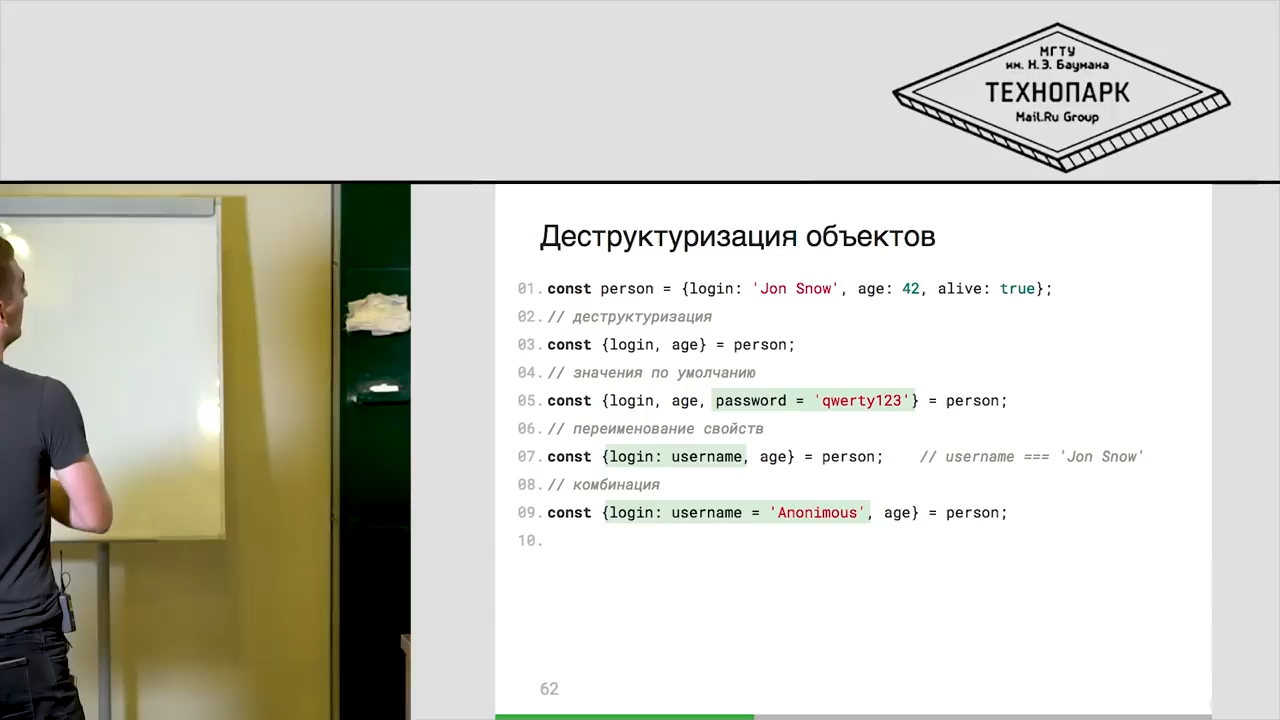 МГТУ
им. Н.Э. Баумана
ТЕХНОПАРК
Mail.Ru Group
Деструктуризация объектов
01. const person = {login: 'Jon Snow', age: 42, alive: true};
02. // деструктуризация
03. const {login, age} = person;
04. // значения по умолчанию
05. const {login, age, password = 'qwerty123'} = person;
06. // переименование свойств
07. const {login: username, age} = person; // username === 'Jon Snow'
08. // комбинация
09. const {login: username = 'Anonimous', age} = person;
10.
62